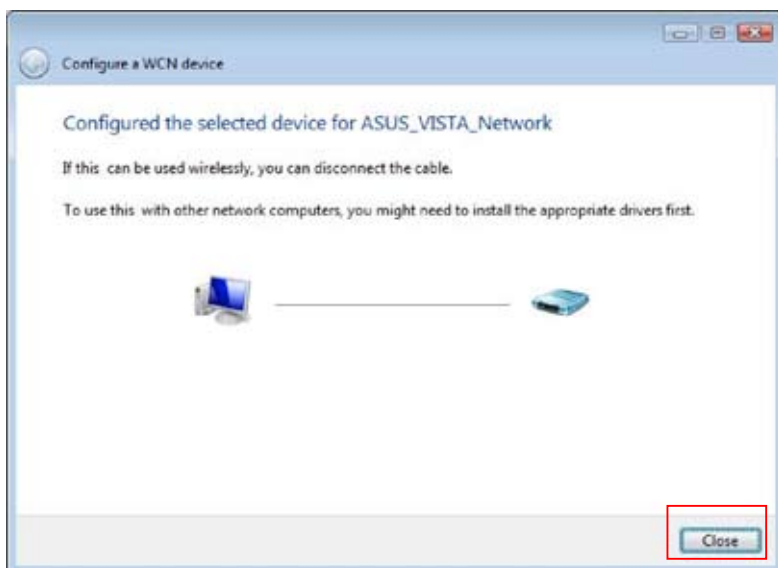 Configure a WCN device
Configured the selected device for ASUS_VISTA_Network
If this  can be used wirelessly, you can disconnect the cable.
To use this  with other network computers, you might need to install the appropriate drivers first.
Close